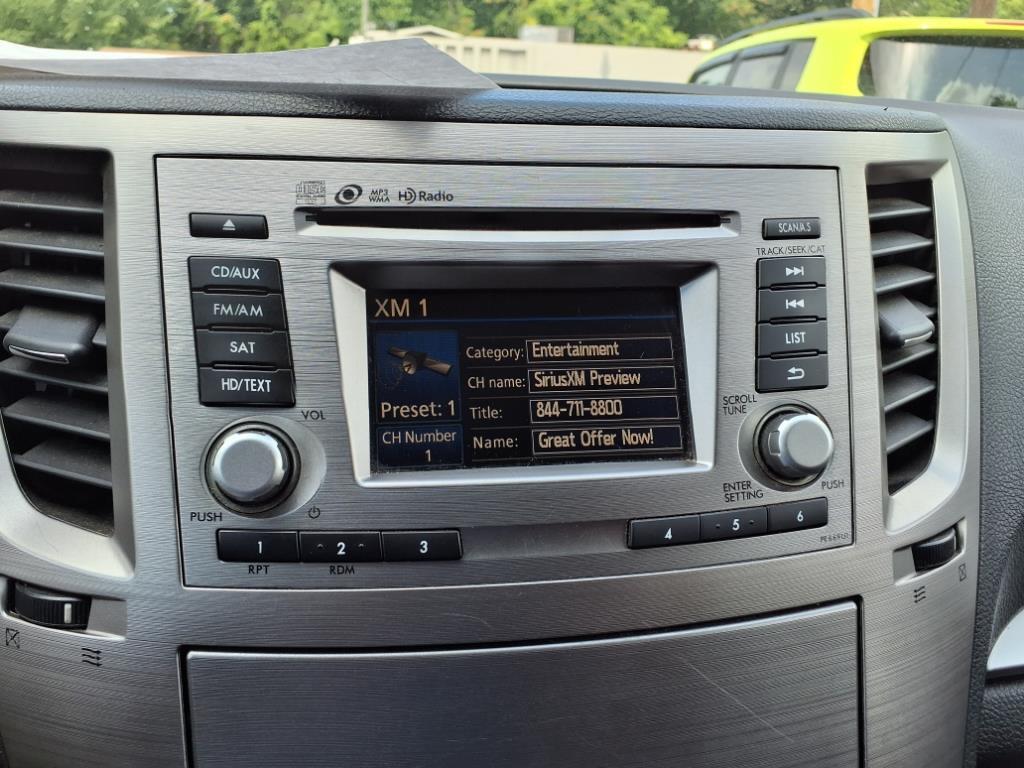 MP3
WMA
HD Radio
SCAN/A.S
TRACK/SEEK/CAT
CD/AUX
FM/AM
SAT
HD/TEXT
LIST
XM 1
Category: Entertainment
CH name: SiriusXM Preview
Preset: 1
Title: 844-711-8800
CH Number
1
Name: Great Offer Now!
VOL
PUSH
SCROLL
TUNE
ENTER
SETTING
PUSH
1
2
3
4
5
6
RPT
RDM